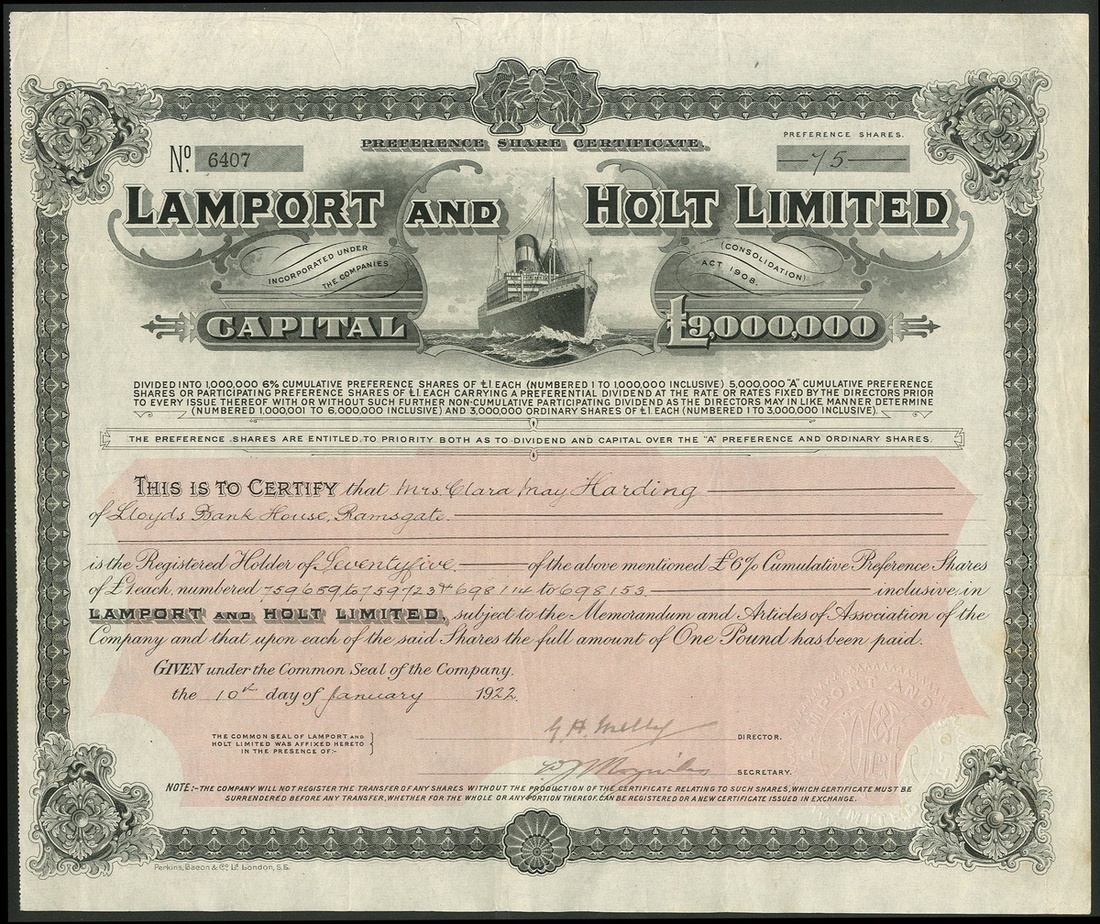 PREFERENCE SHARE CERTIFICATE.
PREFERENCE SHARES.
No. 6407
75
LAMPORT AND HOLT LIMITED
INCORPORATED UNDER
THE COMPANIES
(CONSOLIDATION)
ACT 1908.
CAPITAL £9,000,000
DIVIDED INTO 1,000,000 6% CUMULATIVE PREFERENCE SHARES OF £1 EACH (NUMBERED 1 TO 1,000,000 INCLUSIVE) 5,000,000 "A" CUMULATIVE PREFERENCE
SHARES OR PARTICIPATING PREFERENCE SHARES OF £1 EACH CARRYING A PREFERENTIAL DIVIDEND AT THE RATE OR RATES FIXED BY THE DIRECTORS PRIOR
TO EVERY ISSUE THEREOF WITH OR WITHOUT SUCH FURTHER NON-CUMULATIVE PARTICIPATING DIVIDEND AS THE DIRECTORS MAY IN LIKE MANNER DETERMINE
(NUMBERED 1,000,001 TO 6,000,000 INCLUSIVE) AND 3,000,000 ORDINARY SHARES OF £1 EACH (NUMBERED 1 TO 3,000,000 INCLUSIVE).
THE PREFERENCE SHARES ARE ENTITLED TO PRIORITY BOTH AS TO DIVIDEND AND CAPITAL OVER THE "A" PREFERENCE AND ORDINARY SHARES.
THIS IS TO CERTIFY that Mrs. Clara May Harding
of Lloyds Bank House, Ramsgate.
is the Registered Holder of Seventyfive of the above mentioned £6% Cumulative Preference Shares
of £1 each, numbered 759689 to 759723 & 698114 to 698153 inclusive, in
LAMPORT AND HOLT LIMITED, subject to the Memorandum and Articles of Association of the
Company and that upon each of the said Shares the full amount of One Pound has been paid.
GIVEN under the Common Seal of the Company.
the 10th day of January 1922
THE COMMON SEAL OF LAMPORT AND
HOLT LIMITED WAS AFFIXED HERETO
IN THE PRESENCE OF:-
G H Melly DIRECTOR.
SECRETARY.
NOTE:- THE COMPANY WILL NOT REGISTER THE TRANSFER OF ANY SHARES WITHOUT THE PRODUCTION OF THE CERTIFICATE RELATING TO SUCH SHARES, WHICH CERTIFICATE MUST BE
SURRENDERED BEFORE ANY TRANSFER, WHETHER FOR THE WHOLE OR ANY PORTION THEREOF, CAN BE REGISTERED OR A NEW CERTIFICATE ISSUED IN EXCHANGE.
Perkins, Bacon & Co. Ld. London, S.E.